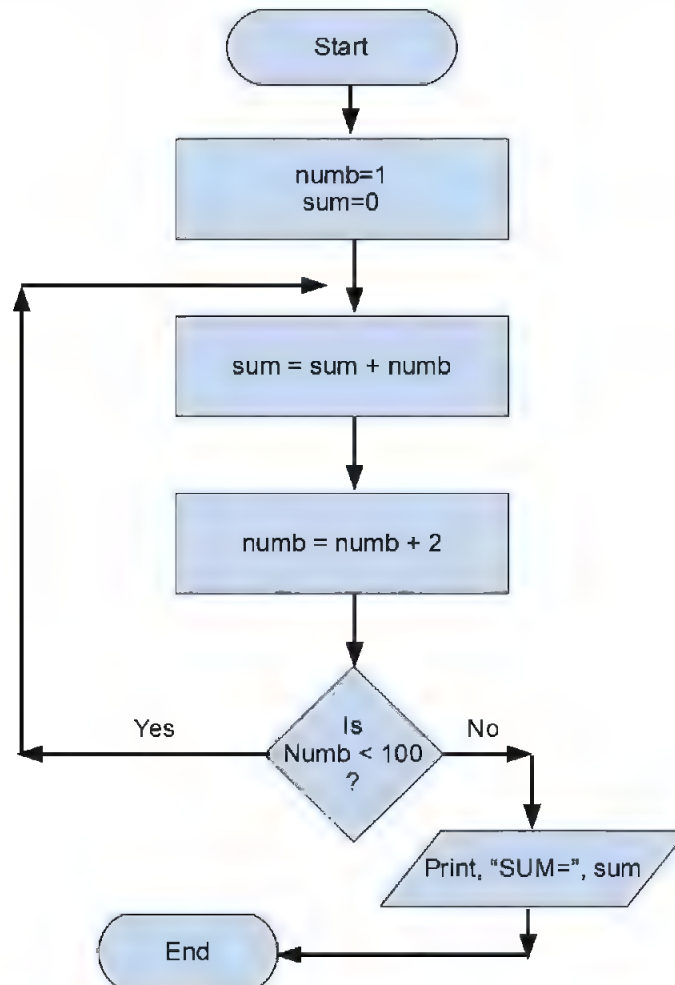 Start
numb=1
sum=0
sum = sum + numb
numb = numb + 2
Is
Numb < 100
?
Yes
No
Print, “SUM=”, sum
End